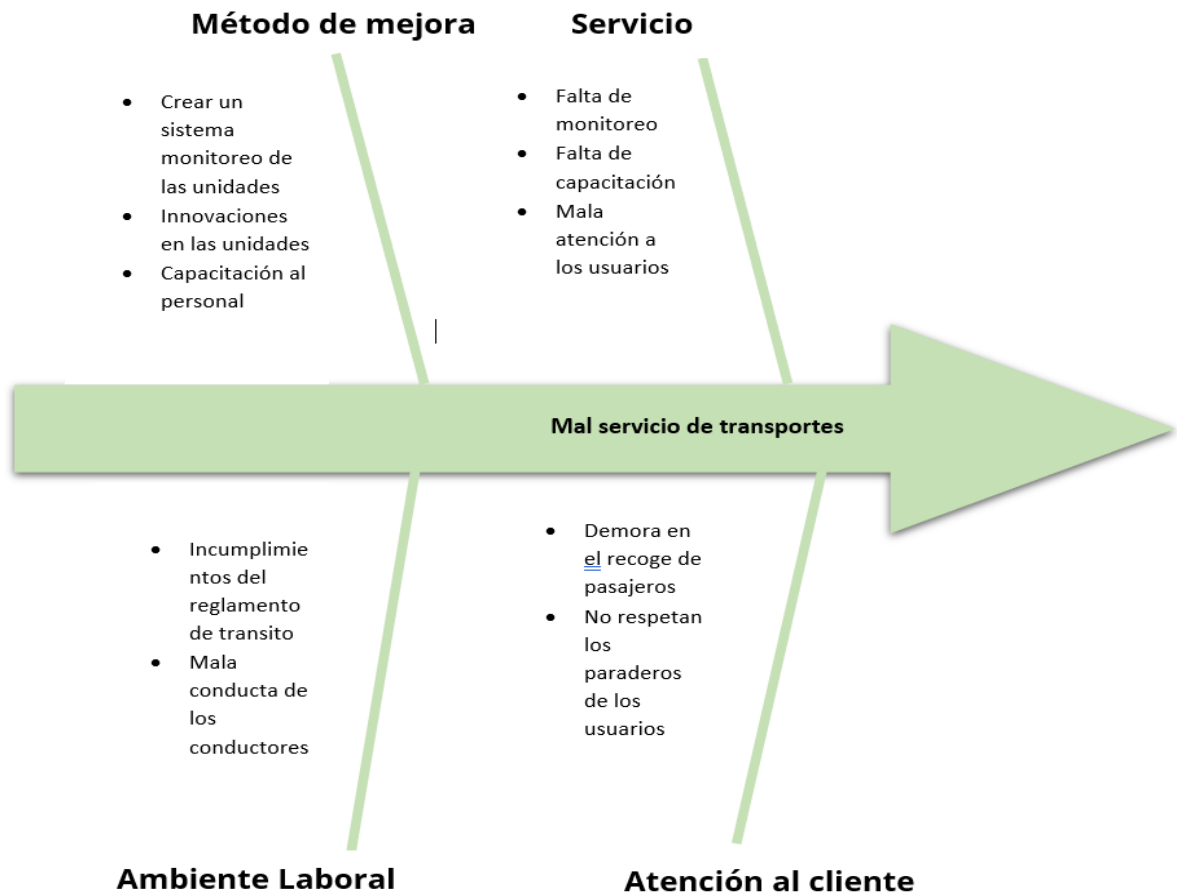 Método de mejora
Servicio
• Crear un
sistema
monitoreo de
las unidades
• Innovaciones
en las unidades
• Capacitación al
personal
• Falta de
monitoreo
• Falta de
capacitación
• Mala
atención a
los usuarios
Mal servicio de transportes
• Incumplimie
ntos del
reglamento
de transito
• Mala
conducta de
los
conductores
• Demora en
el recoge de
pasajeros
• No respetan
los
paraderos
de los
usuarios
Ambiente Laboral
Atención al cliente